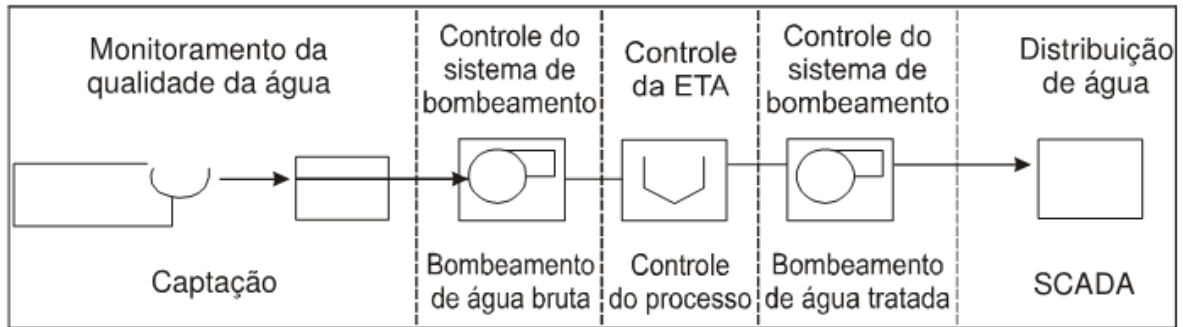 Monitoramento da
qualidade da água
Controle do
sistema de
bombeamento
Controle
da ETA
Controle do
sistema de
bombeamento
Distribuição
de água
Captação
Bombeamento
de água bruta
Controle
do processo
Bombeamento
de água tratada
SCADA